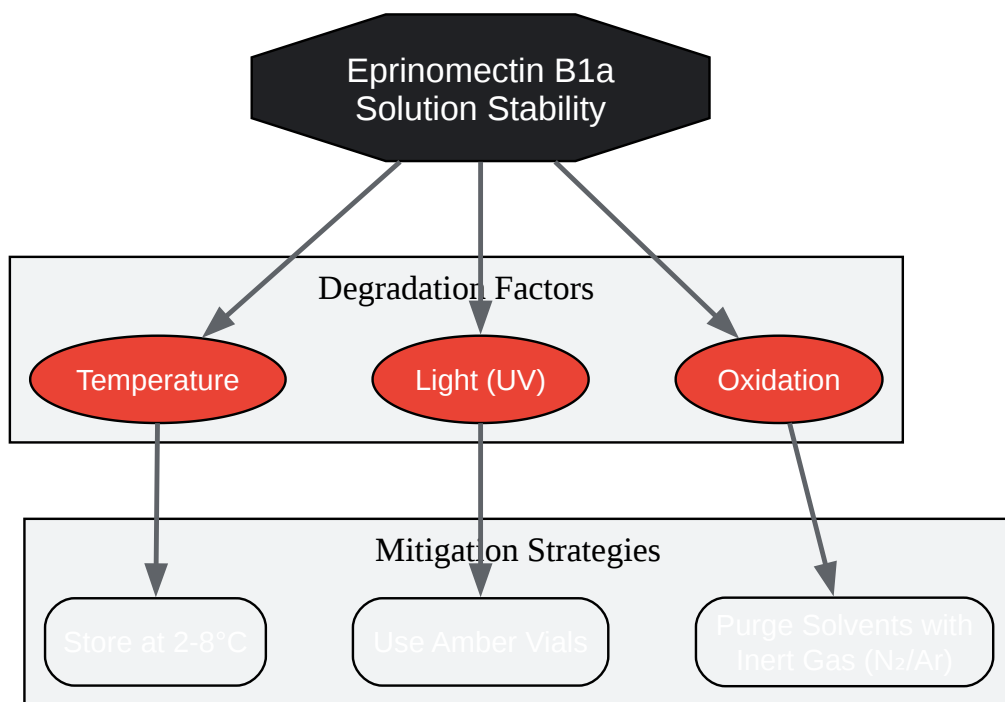 Eprinomectin B1a
Solution Stability
Degradation Factors
Temperature
Light (UV)
Oxidation
Mitigation Strategies
Store at 2-8°C
Use Amber Vials
Purge Solvents with
Inert Gas (N₂/Ar)